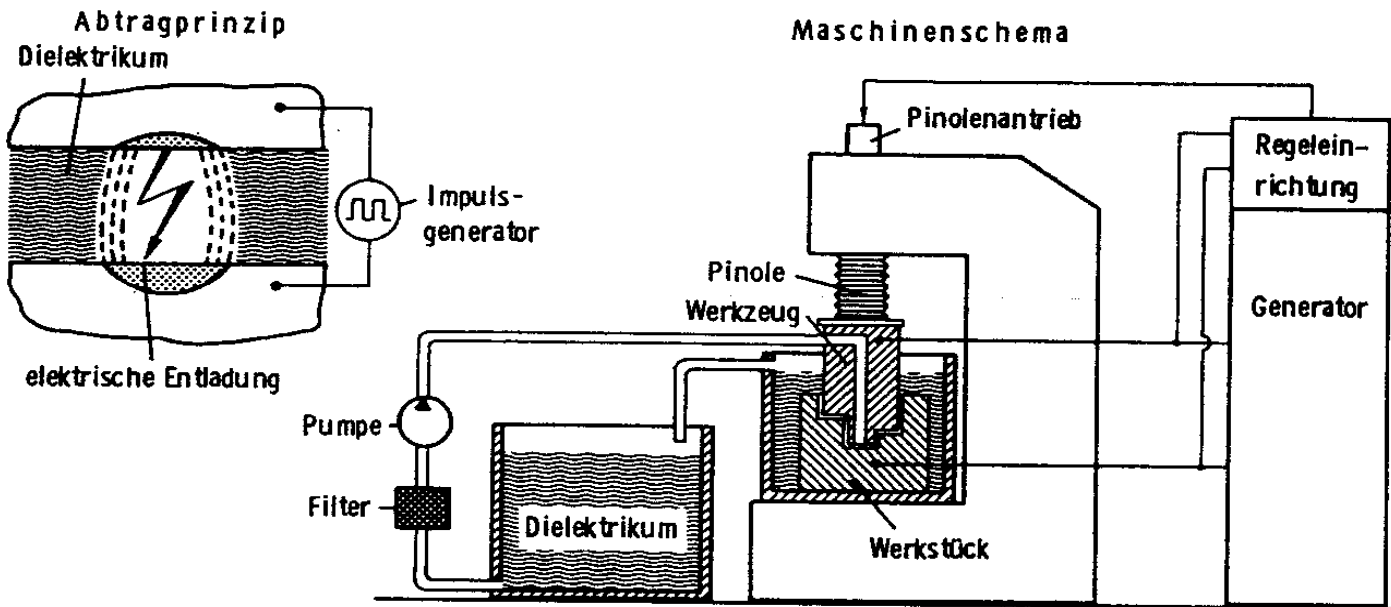 Abtragprinzip
Dielektrikum
Impuls-
generator
elektrische Entladung
Maschinenschema
Pinolenantrieb
Regelein-
richtung
Pinole
Werkzeug
Generator
Pumpe
Filter
Dielektrikum
Werkstück